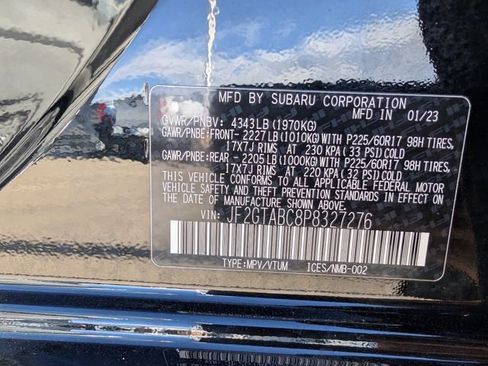 MFD BY SUBARU CORPORATION
MFD IN 01/23
GVWR/PNBV: 4343LB (1970KG)
GAWR/PNBE: FRONT- 2227LB (1010KG) WITH P225/60R17 98H TIRES,
17X7J RIMS AT 230 KPA (33 PSI) COLD
GAWR/PNBE: REAR - 2205LB (1000KG) WITH P225/60R17 98H TIRES,
17X7J RIMS AT 220 KPA (32 PSI) COLD
THIS VEHICLE CONFORMS TO ALL APPLICABLE FEDERAL MOTOR
VEHICLE SAFETY AND THEFT PREVENTION STANDARDS IN EFFECT ON
THE DATE OF MANUFACTURE SHOWN ABOVE.
VIN: JF2GTABC8P8327276
TYPE:MPV/VTUM ICES/NMB-002